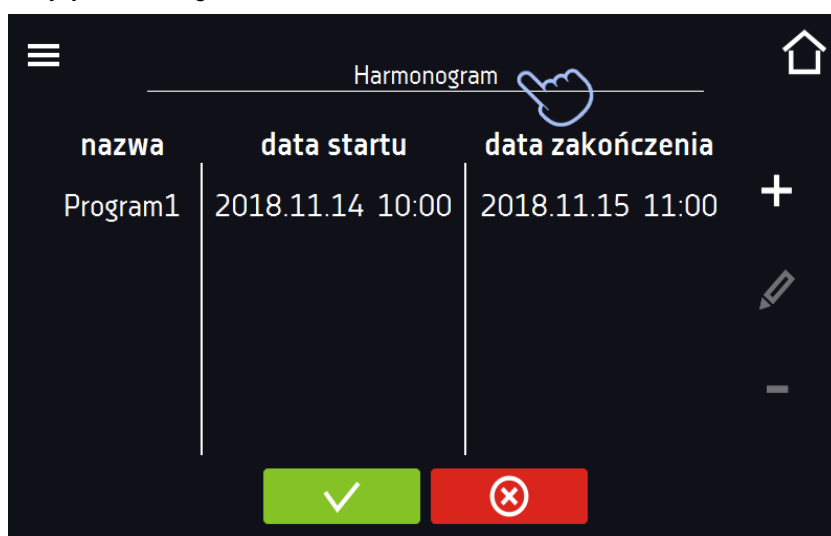 Harmonogram
nazwa data startu data zakończenia
Program1 2018.11.14 10:00 2018.11.15 11:00